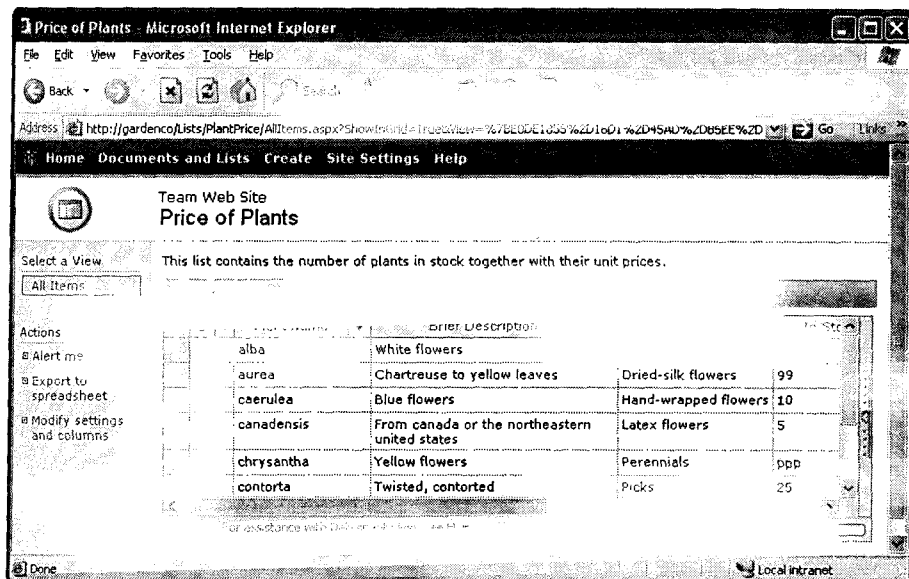 Price of Plants - Microsoft Internet Explorer
File Edit View Favorites Tools Help
Back
Address http://gardenco/Lists/PlantPrice/AllItems.aspx? Go Links
Home Documents and Lists Create Site Settings Help
Team Web Site
Price of Plants
Select a View
All Items
This list contains the number of plants in stock together with their unit prices.
Actions
Alert me
Export to
spreadsheet
Modify settings
and columns
Brief Description
alba White flowers
aurea Chartreuse to yellow leaves Dried-silk flowers 99
caerulea Blue flowers Hand-wrapped flowers 10
canadensis From canada or the northeastern
united states Latex flowers 5
chrysantha Yellow flowers Perennials ppp
contorta Twisted, contorted Picks 25
Done Local intranet